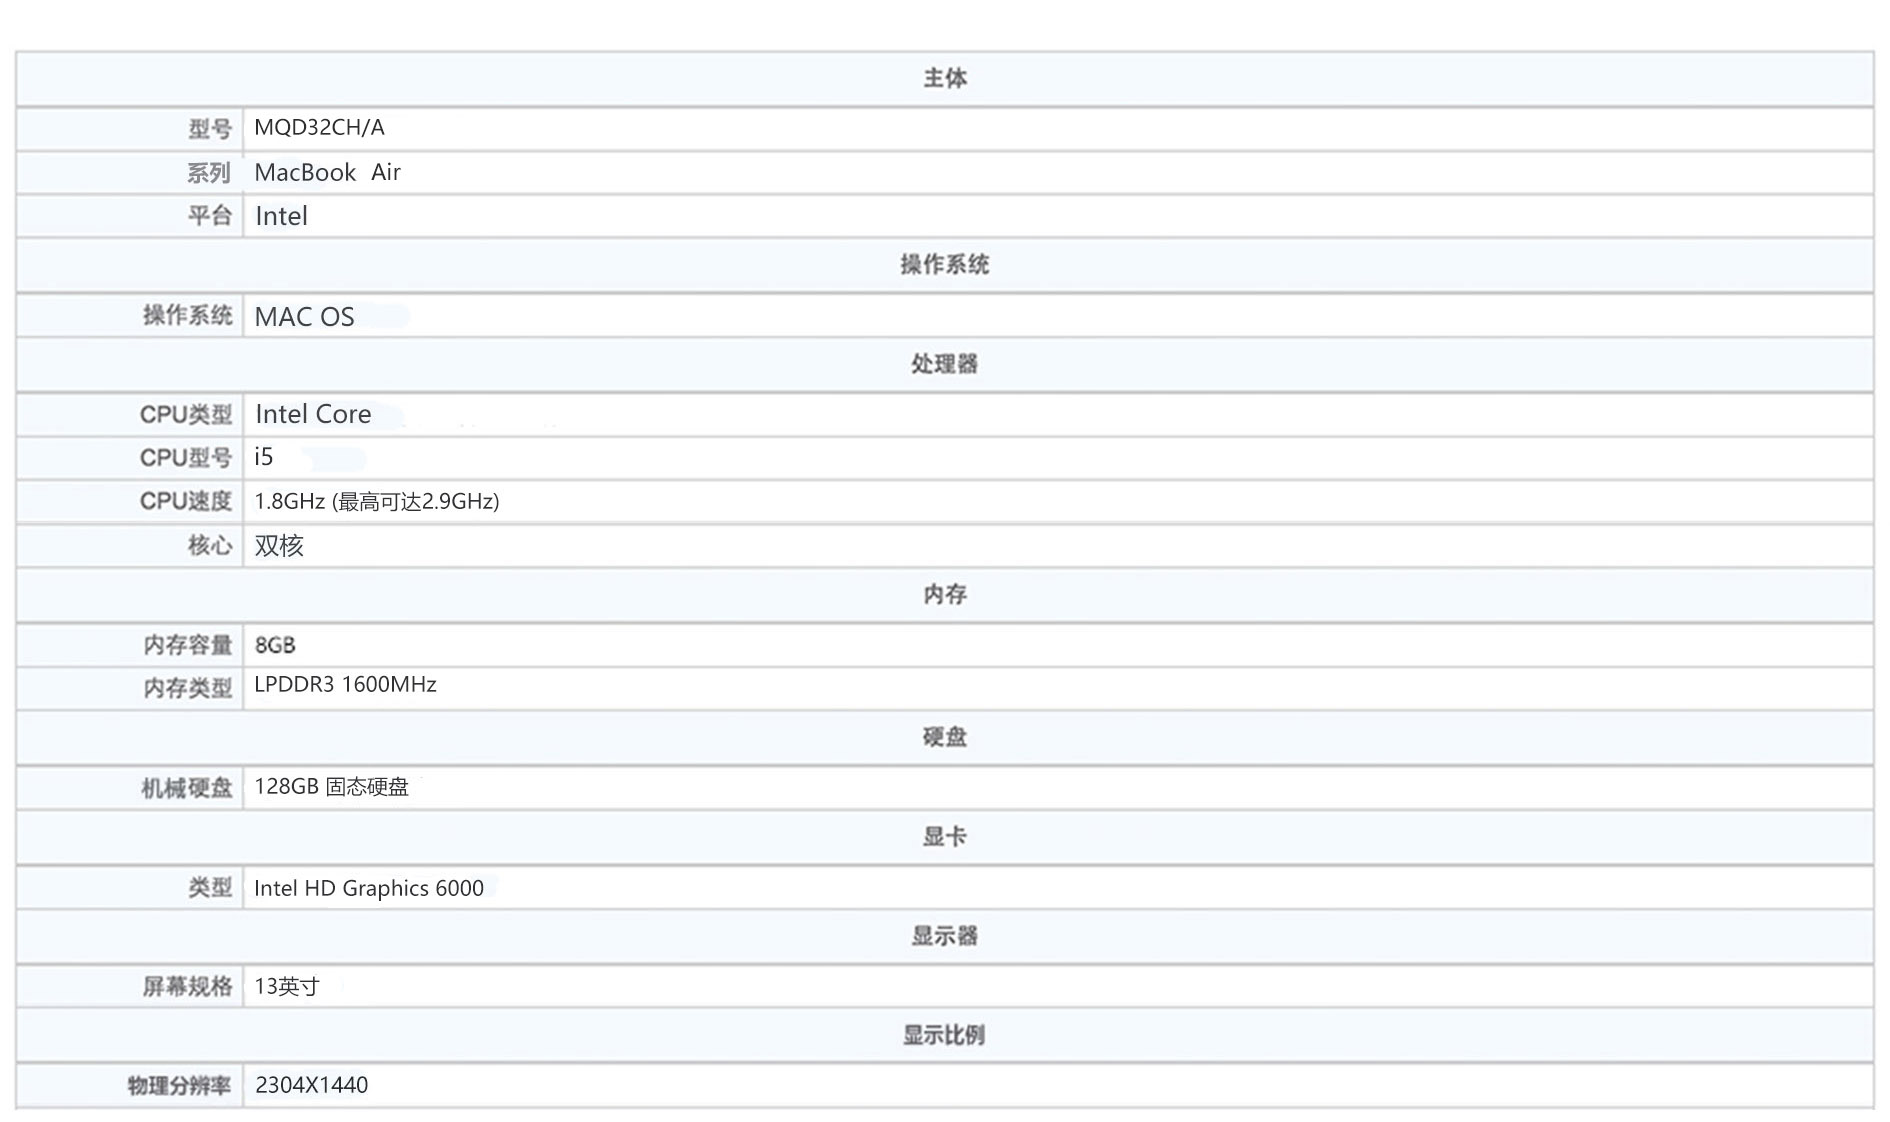 主体
型号 MQD32CH/A
系列 MacBook Air
平台 Intel
操作系统
操作系统 MAC OS
处理器
CPU类型 Intel Core
CPU型号 i5
CPU速度 1.8GHz (最高可达2.9GHz)
核心 双核
内存
内存容量 8GB
内存类型 LPDDR3 1600MHz
硬盘
机械硬盘 128GB 固态硬盘
显卡
类型 Intel HD Graphics 6000
显示器
屏幕规格 13英寸
显示比例
物理分辨率 2304X1440